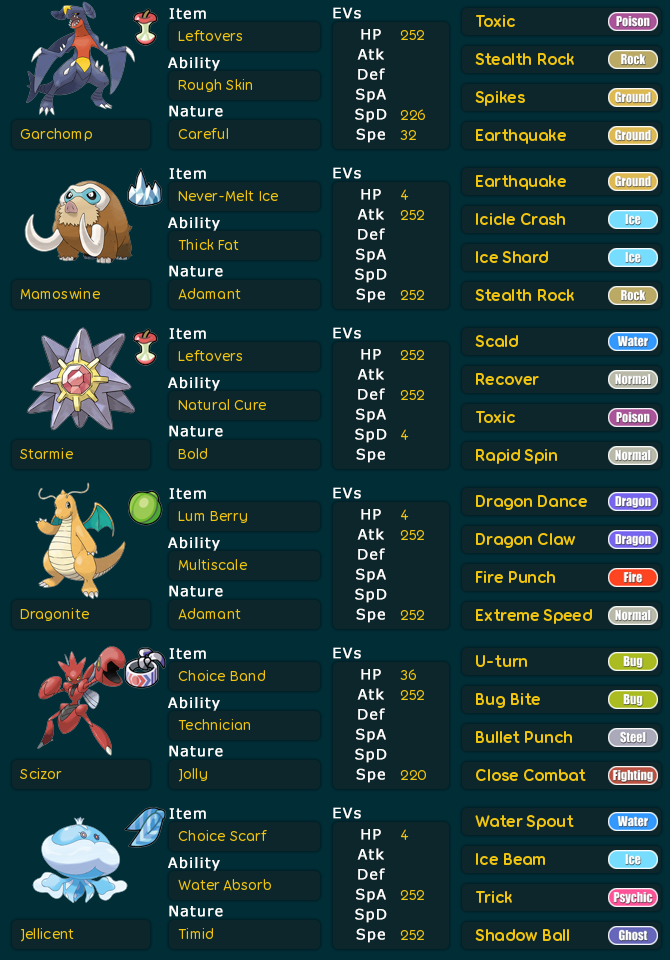 Item
Leftovers
Ability
Rough Skin
Nature
Careful
Garchomp
EVs
HP 252
Atk
Def
SpA
SpD 226
Spe 32
Toxic Poison
Stealth Rock Rock
Spikes Ground
Earthquake Ground
Item
Never-Melt Ice
Ability
Thick Fat
Nature
Adamant
Mamoswine
EVs
HP 4
Atk 252
Def
SpA
SpD
Spe 252
Earthquake Ground
Icicle Crash Ice
Ice Shard Ice
Stealth Rock Rock
Item
Leftovers
Ability
Natural Cure
Nature
Bold
Starmie
EVs
HP 252
Atk
Def 252
SpA
SpD 4
Spe
Scald Water
Recover Normal
Toxic Poison
Rapid Spin Normal
Item
Lum Berry
Ability
Multiscale
Nature
Adamant
Dragonite
EVs
HP 4
Atk 252
Def
SpA
SpD
Spe 252
Dragon Dance Dragon
Dragon Claw Dragon
Fire Punch Fire
Extreme Speed Normal
Item
Choice Band
Ability
Technician
Nature
Jolly
Scizor
EVs
HP 36
Atk 252
Def
SpA
SpD
Spe 220
U-turn Bug
Bug Bite Bug
Bullet Punch Steel
Close Combat Fighting
Item
Choice Scarf
Ability
Water Absorb
Nature
Timid
Jellicent
EVs
HP 4
Atk
Def
SpA 252
SpD
Spe 252
Water Spout Water
Ice Beam Ice
Trick Psychic
Shadow Ball Ghost